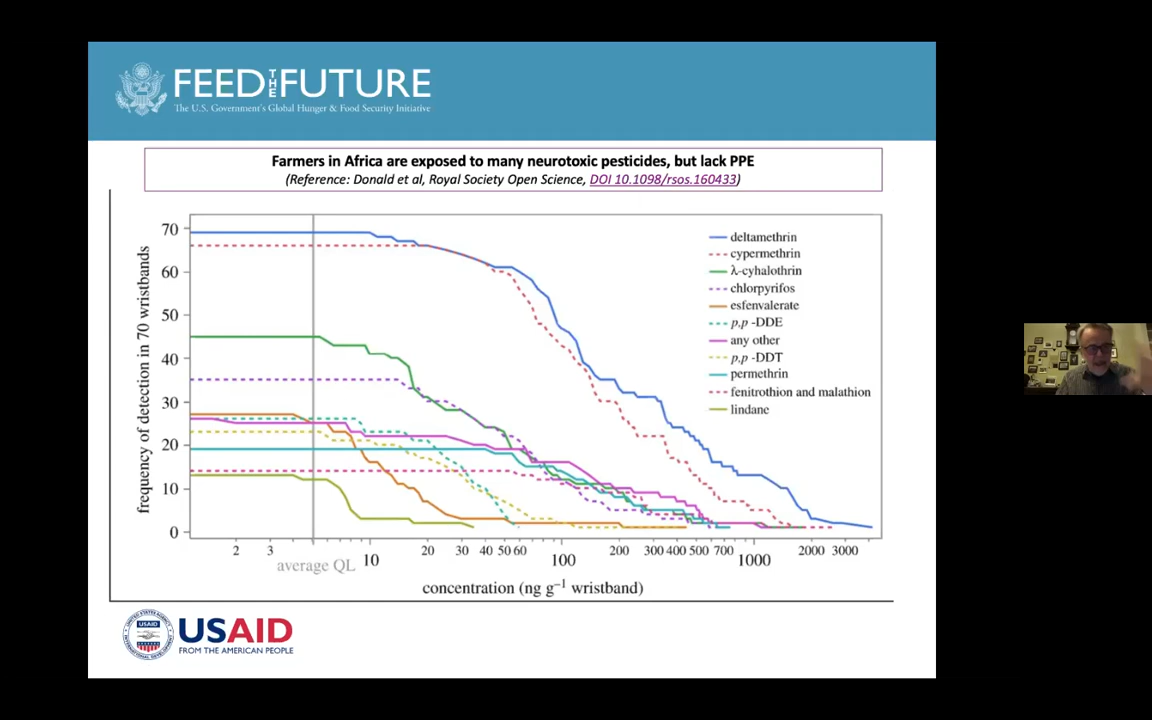 FEED THE FUTURE
The U.S. Government's Global Hunger & Food Security Initiative
Farmers in Africa are exposed to many neurotoxic pesticides, but lack PPE
(Reference: Donald et al, Royal Society Open Science, DOI 10.1098/rsos.160433)
frequency of detection in 70 wristbands
70
60
50
40
30
20
10
0
deltamethrin
cypermethrin
λ-cyhalothrin
chlorpyrifos
esfenvalerate
p,p -DDE
any other
p,p -DDT
permethrin
fenitrothion and malathion
lindane
2 3 10 20 30 40 50 60 100 200 300 400 500 700 1000 2000 3000
average QL
concentration (ng g⁻¹ wristband)
USAID
USAID
FROM THE AMERICAN PEOPLE